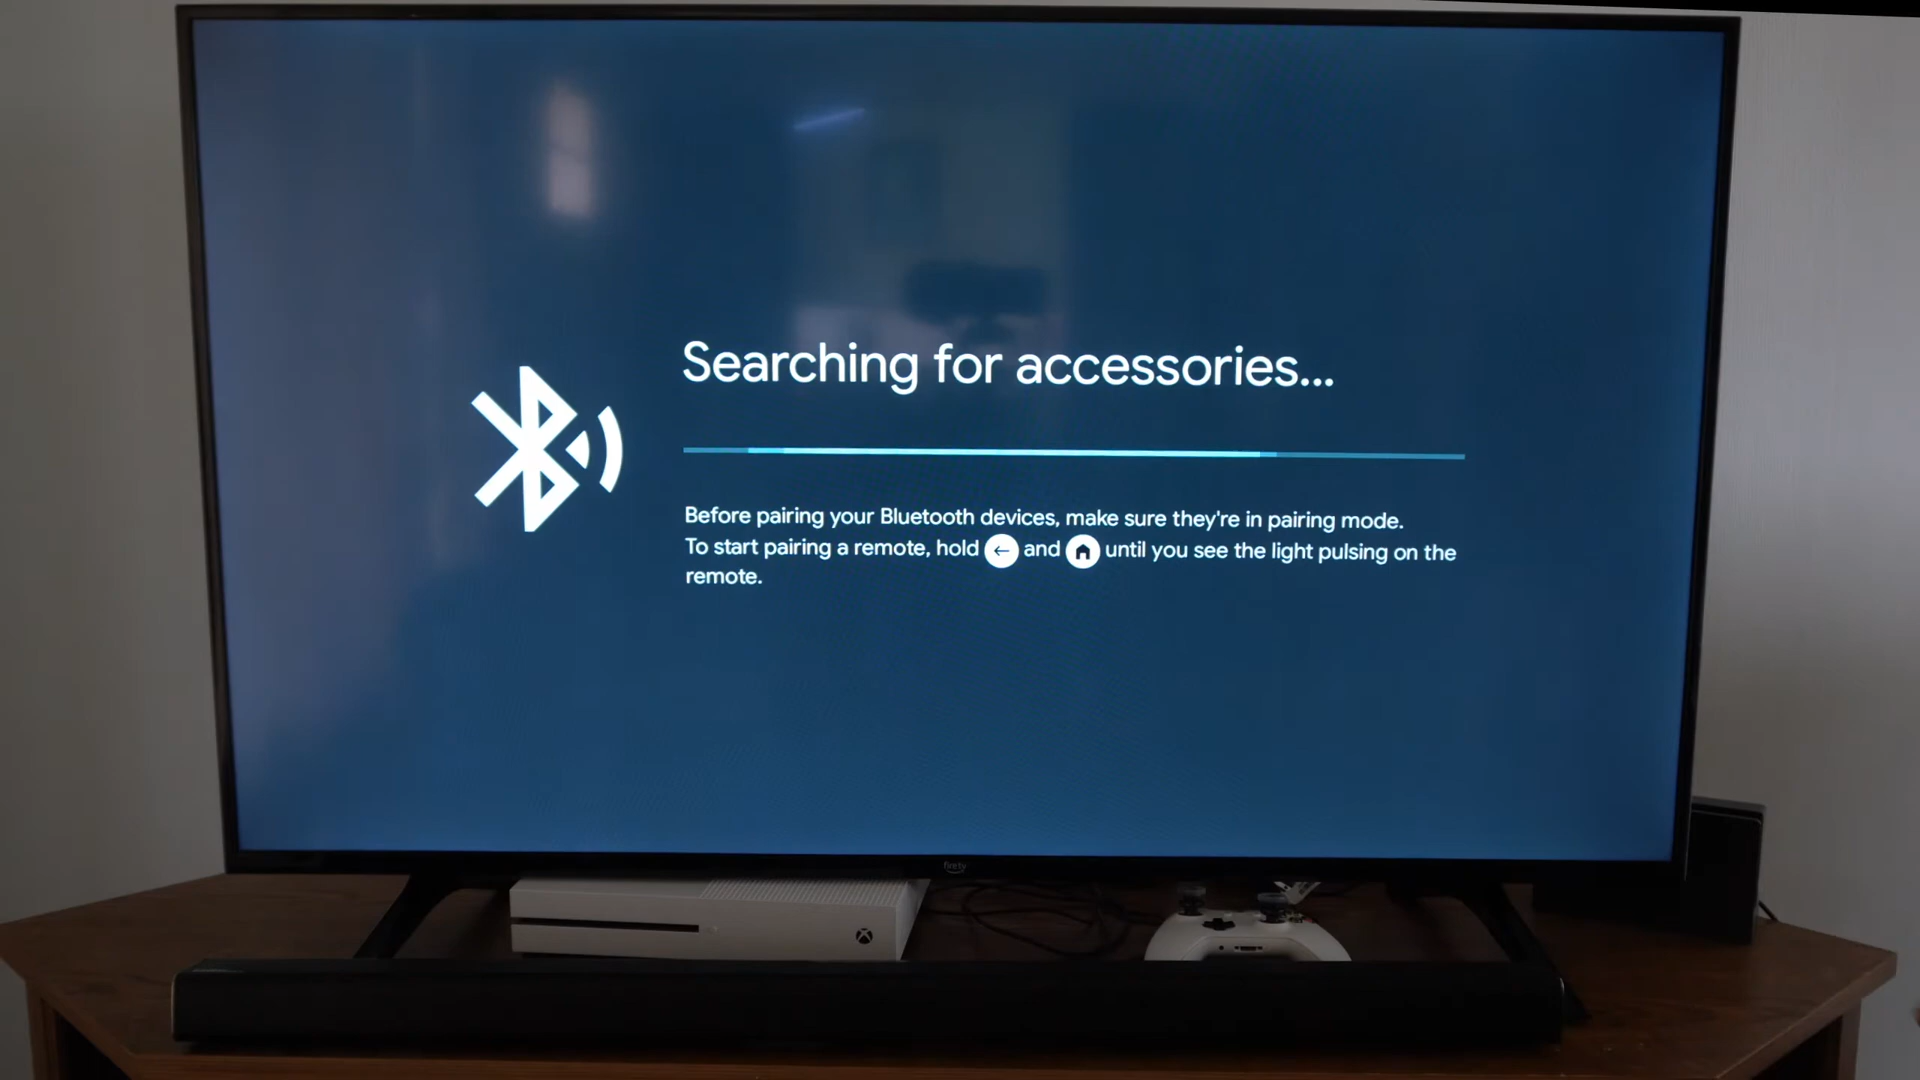 Searching for accessories...
Before pairing your Bluetooth devices, make sure they're in pairing mode.
To start pairing a remote, hold and until you see the light pulsing on the
remote.
firetv